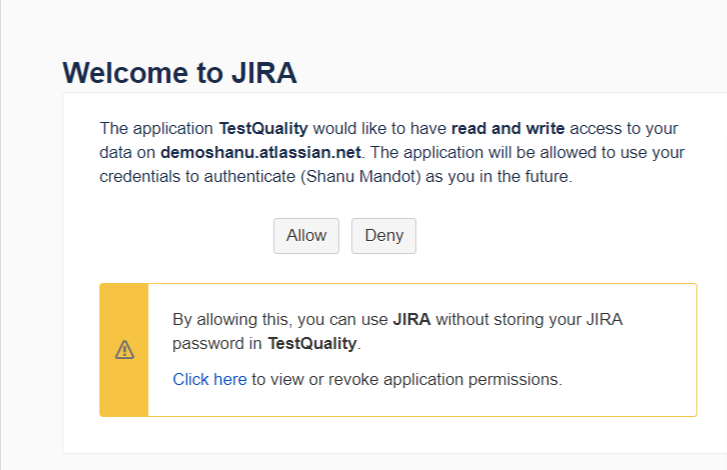 Welcome to JIRA
The application TestQuality would like to have read and write access to your
data on demoshanu.atlassian.net. The application will be allowed to use your
credentials to authenticate (Shanu Mandot) as you in the future.
Allow Deny
By allowing this, you can use JIRA without storing your JIRA
password in TestQuality.
Click here to view or revoke application permissions.